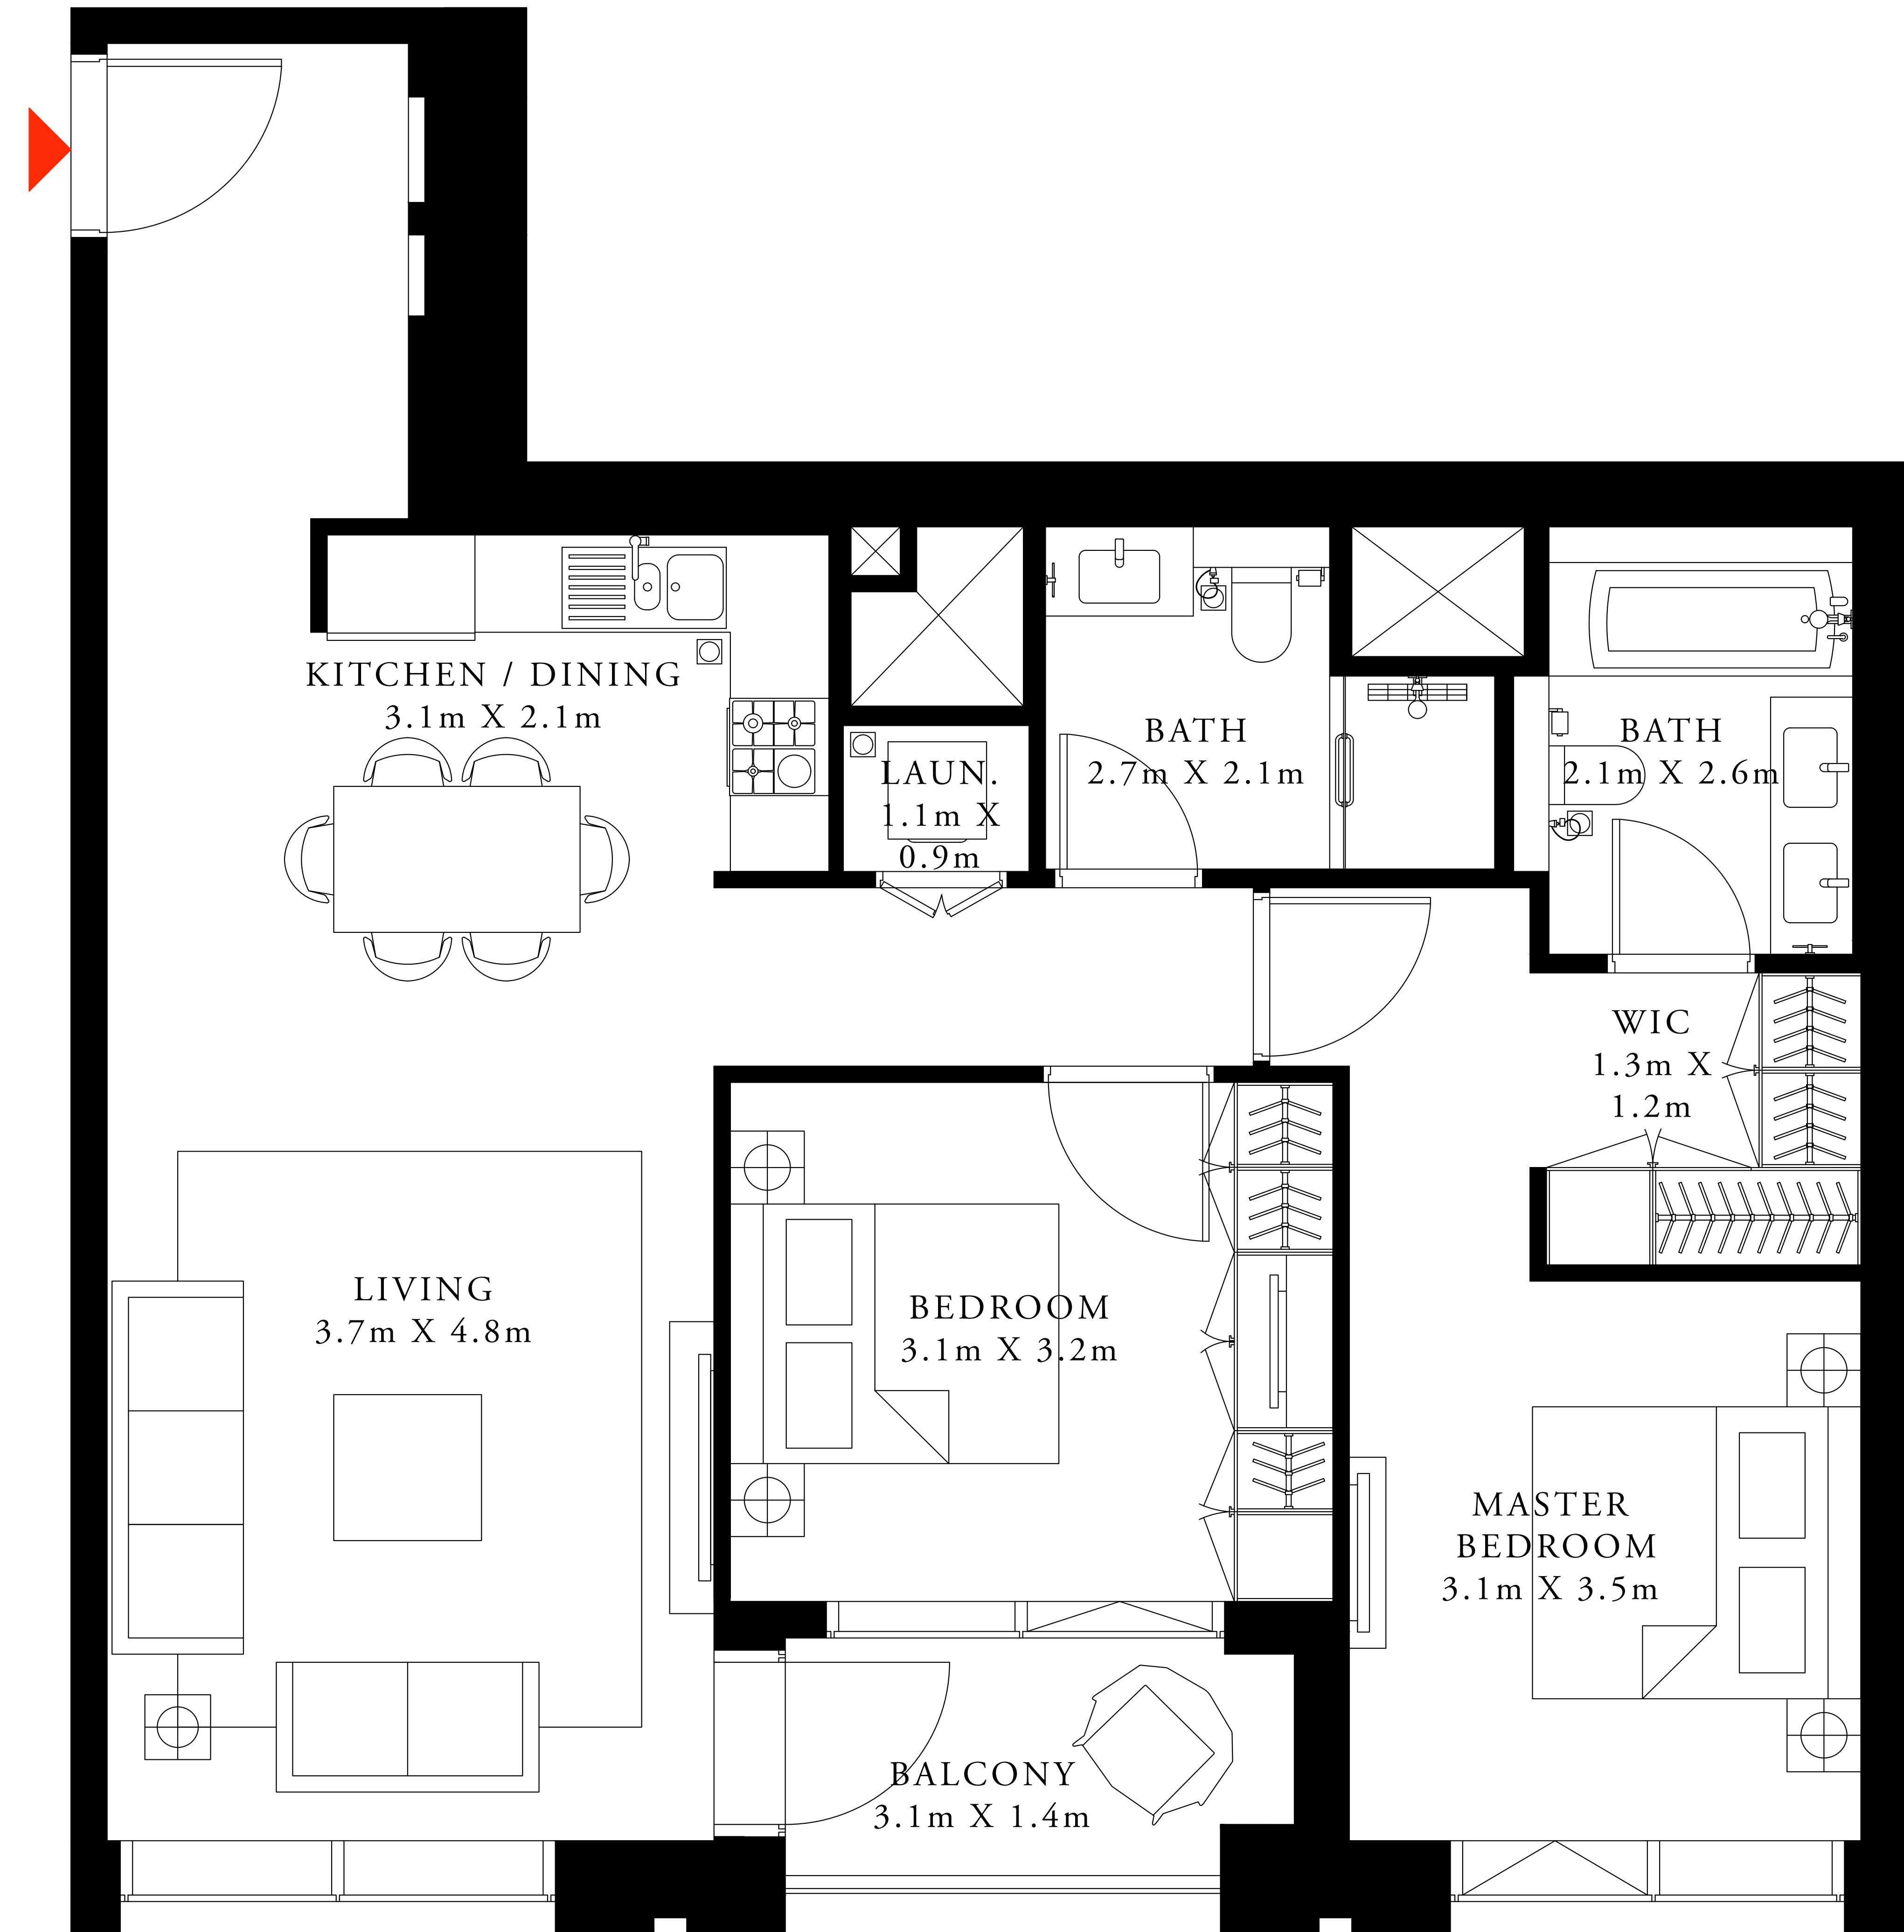 KITCHEN / DINING
3.1m X 2.1m
LAUN.
1.1m X
0.9m
BATH
2.7m X 2.1m
BATH
2.1m X 2.6m
WIC
1.3m X
1.2m
LIVING
3.7m X 4.8m
BEDROOM
3.1m X 3.2m
MASTER
BEDROOM
3.1m X 3.5m
BALCONY
3.1m X 1.4m